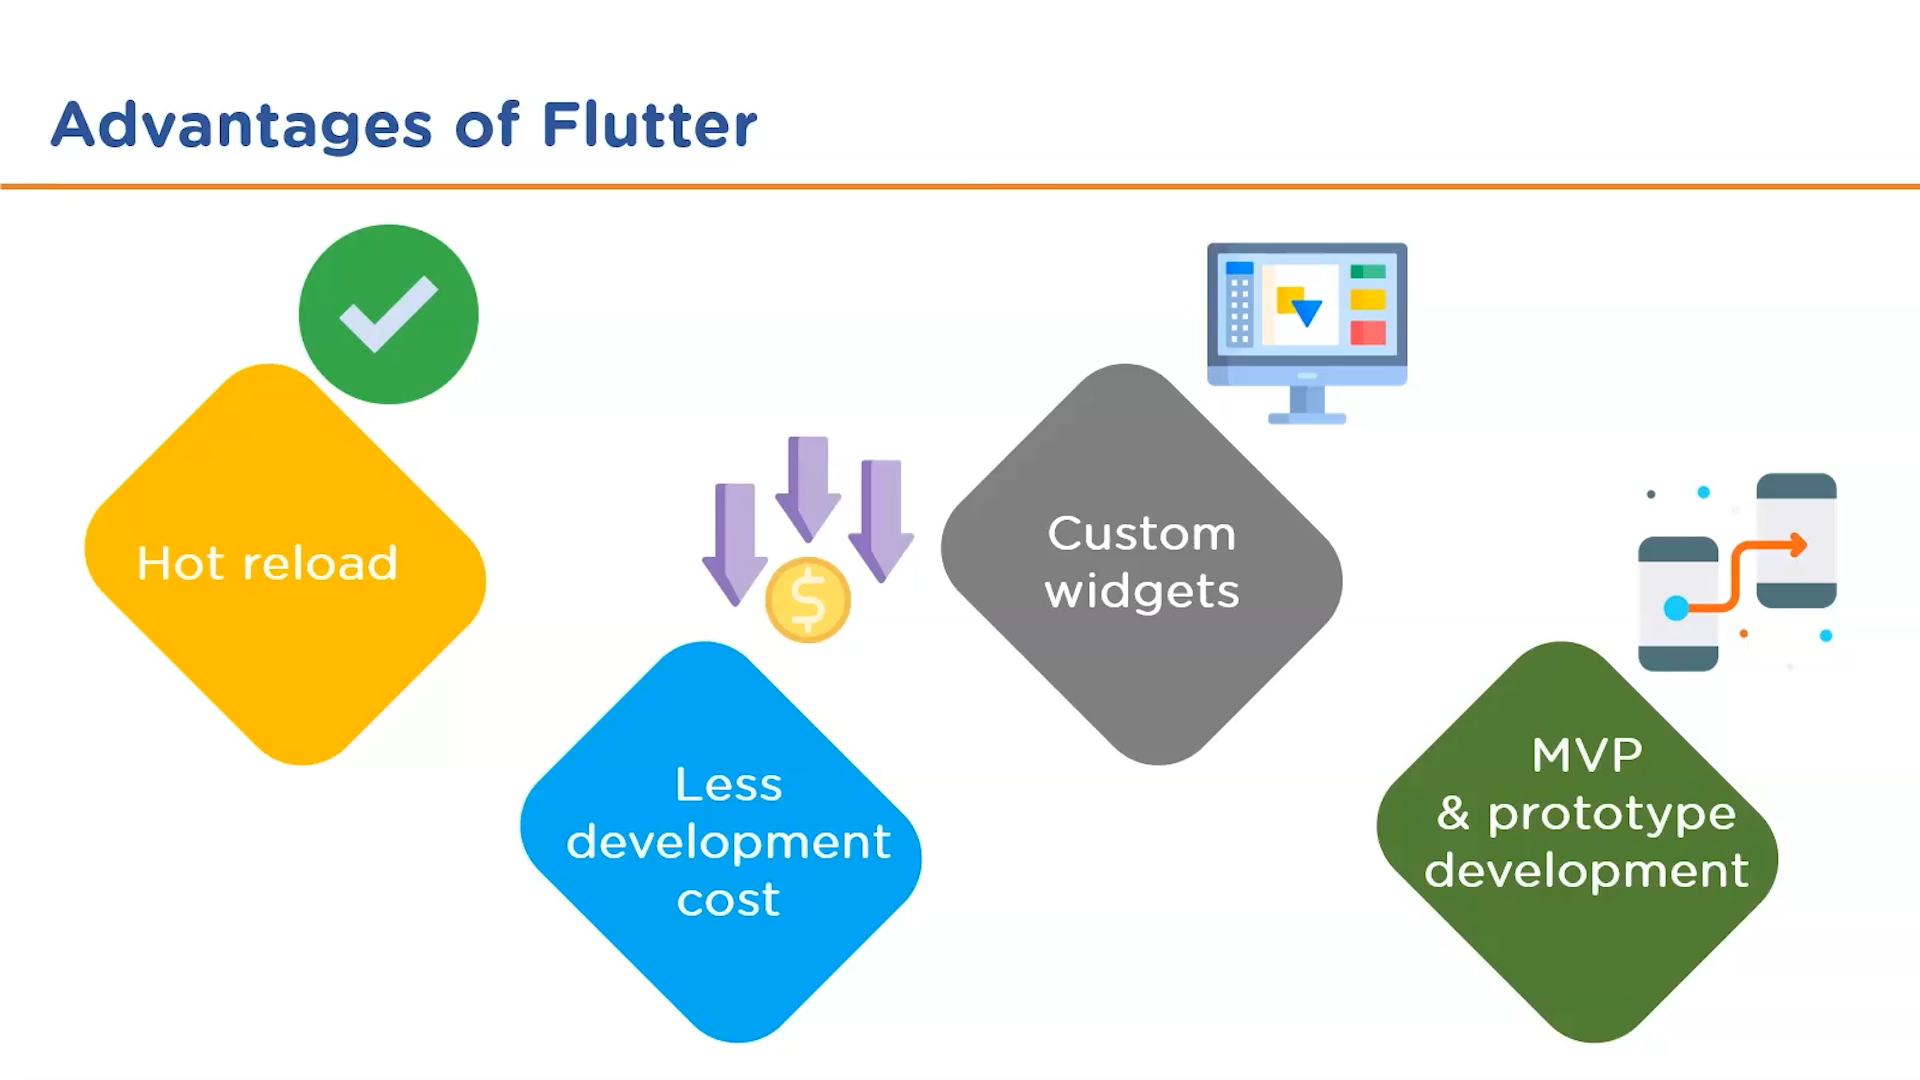 Advantages of Flutter
Hot reload
$
Less
development
cost
Custom
widgets
MVP
& prototype
development